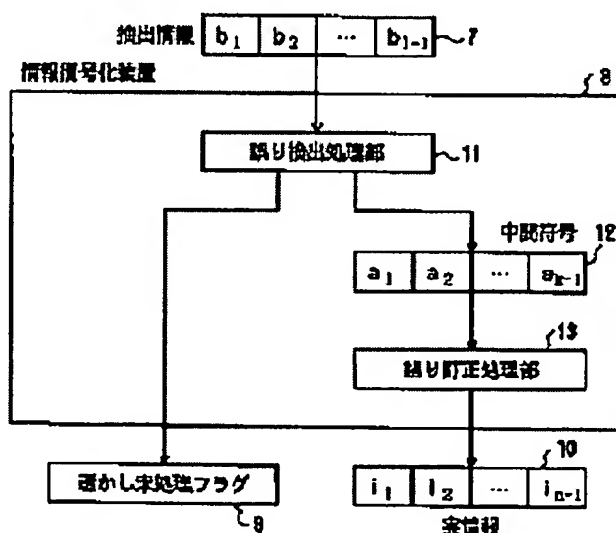 検出情報 b₁ b₂ … b₁₋₁ 7
情報復号化装置 8
誤り検出処理部 11
中間符号 12
a₁ a₂ … aₖ₋₁
13
誤り訂正処理部
10
透かし未処理フラグ i₁ i₂ … iₙ₋₁
9 実情報